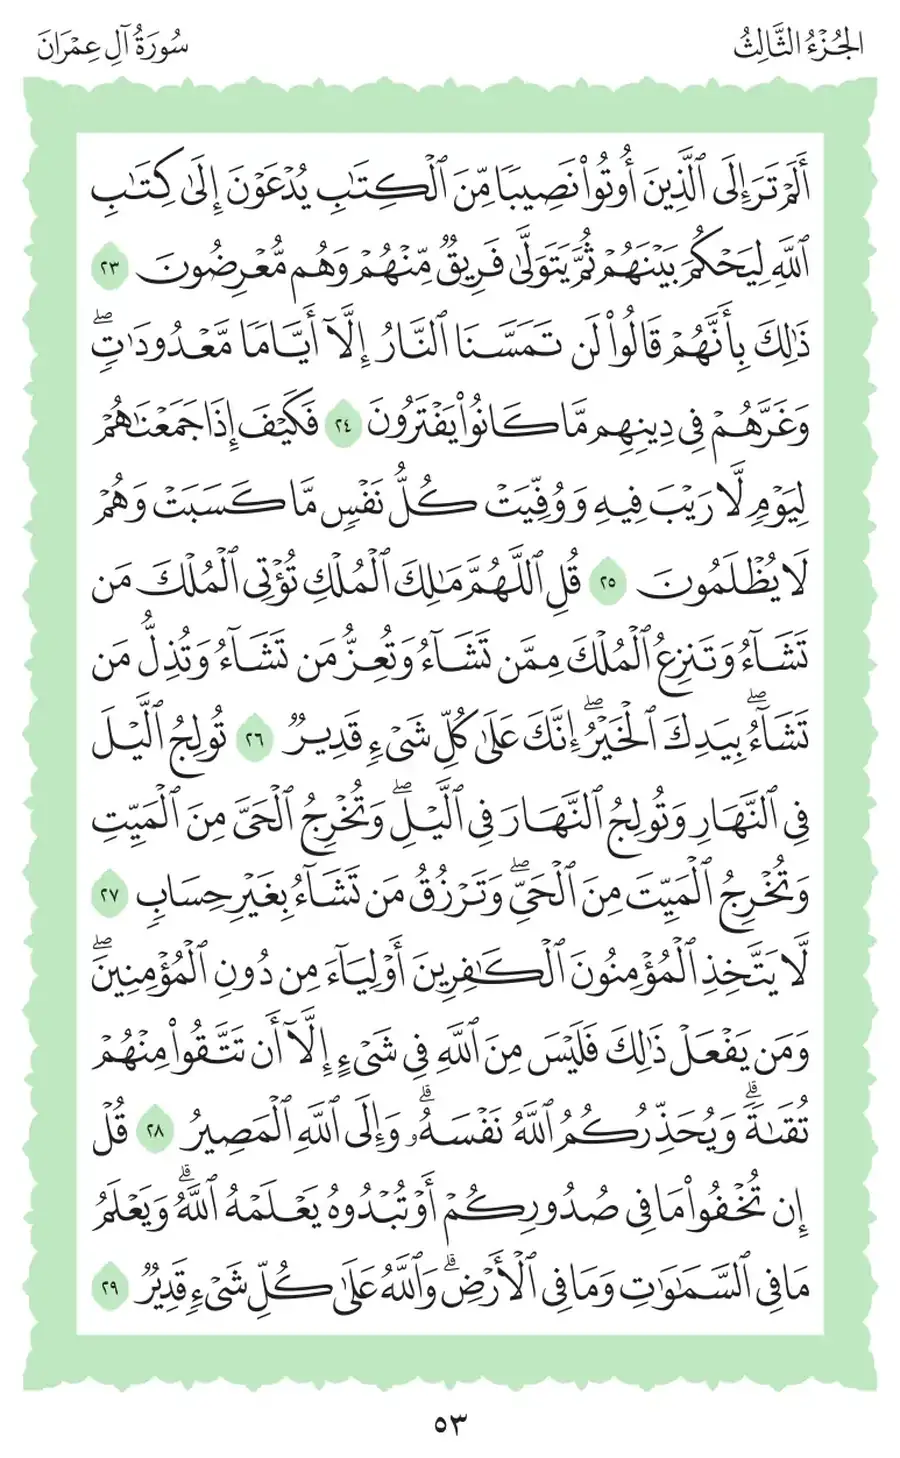 الجُزْءُ الثَّالِثُ
سُورَةُ آلِ عِمْرَانَ
أَلَمْ تَرَ إِلَى ٱلَّذِينَ أُوتُواْ نَصِيبٗا مِّنَ ٱلْكِتَٰبِ يُدْعَوْنَ إِلَىٰ كِتَٰبِ
ٱللَّهِ لِيَحْكُمَ بَيْنَهُمْ ثُمَّ يَتَوَلَّىٰ فَرِيقٞ مِّنْهُمْ وَهُم مُّعْرِضُونَ ٢٣
ذَٰلِكَ بِأَنَّهُمْ قَالُواْ لَن تَمَسَّنَا ٱلنَّارُ إِلَّآ أَيَّامٗا مَّعْدُودَٰتٖۖ
وَغَرَّهُمْ فِي دِينِهِم مَّا كَانُواْ يَفْتَرُونَ ٢٤ فَكَيْفَ إِذَا جَمَعْنَٰهُمْ
لِيَوْمٖ لَّا رَيْبَ فِيهِ وَوُفِّيَتْ كُلُّ نَفْسٖ مَّا كَسَبَتْ وَهُمْ
لَا يُظْلَمُونَ ٢٥ قُلِ ٱللَّهُمَّ مَٰلِكَ ٱلْمُلْكِ تُؤْتِي ٱلْمُلْكَ مَن
تَشَآءُ وَتَنزِعُ ٱلْمُلْكَ مِمَّن تَشَآءُ وَتُعِزُّ مَن تَشَآءُ وَتُذِلُّ مَن
تَشَآءُۖ بِيَدِكَ ٱلْخَيْرُۖ إِنَّكَ عَلَىٰ كُلِّ شَيْءٖ قَدِيرٞ ٢٦ تُولِجُ ٱلَّيْلَ
فِي ٱلنَّهَارِ وَتُولِجُ ٱلنَّهَارَ فِي ٱلَّيْلِۖ وَتُخْرِجُ ٱلْحَيَّ مِنَ ٱلْمَيِّتِ
وَتُخْرِجُ ٱلْمَيِّتَ مِنَ ٱلْحَيِّۖ وَتَرْزُقُ مَن تَشَآءُ بِغَيْرِ حِسَابٖ ٢٧
لَّا يَتَّخِذِ ٱلْمُؤْمِنُونَ ٱلْكَٰفِرِينَ أَوْلِيَآءَ مِن دُونِ ٱلْمُؤْمِنِينَۖ
وَمَن يَفْعَلْ ذَٰلِكَ فَلَيْسَ مِنَ ٱللَّهِ فِي شَيْءٍ إِلَّآ أَن تَتَّقُواْ مِنْهُمْ
تُقَىٰةٗۗ وَيُحَذِّرُكُمُ ٱللَّهُ نَفْسَهُۥۗ وَإِلَى ٱللَّهِ ٱلْمَصِيرُ ٢٨ قُلْ
إِن تُخْفُواْ مَا فِي صُدُورِكُمْ أَوْ تُبْدُوهُ يَعْلَمْهُ ٱللَّهُۗ وَيَعْلَمُ
مَا فِي ٱلسَّمَٰوَٰتِ وَمَا فِي ٱلْأَرْضِۗ وَٱللَّهُ عَلَىٰ كُلِّ شَيْءٖ قَدِيرٞ ٢٩
٥٣